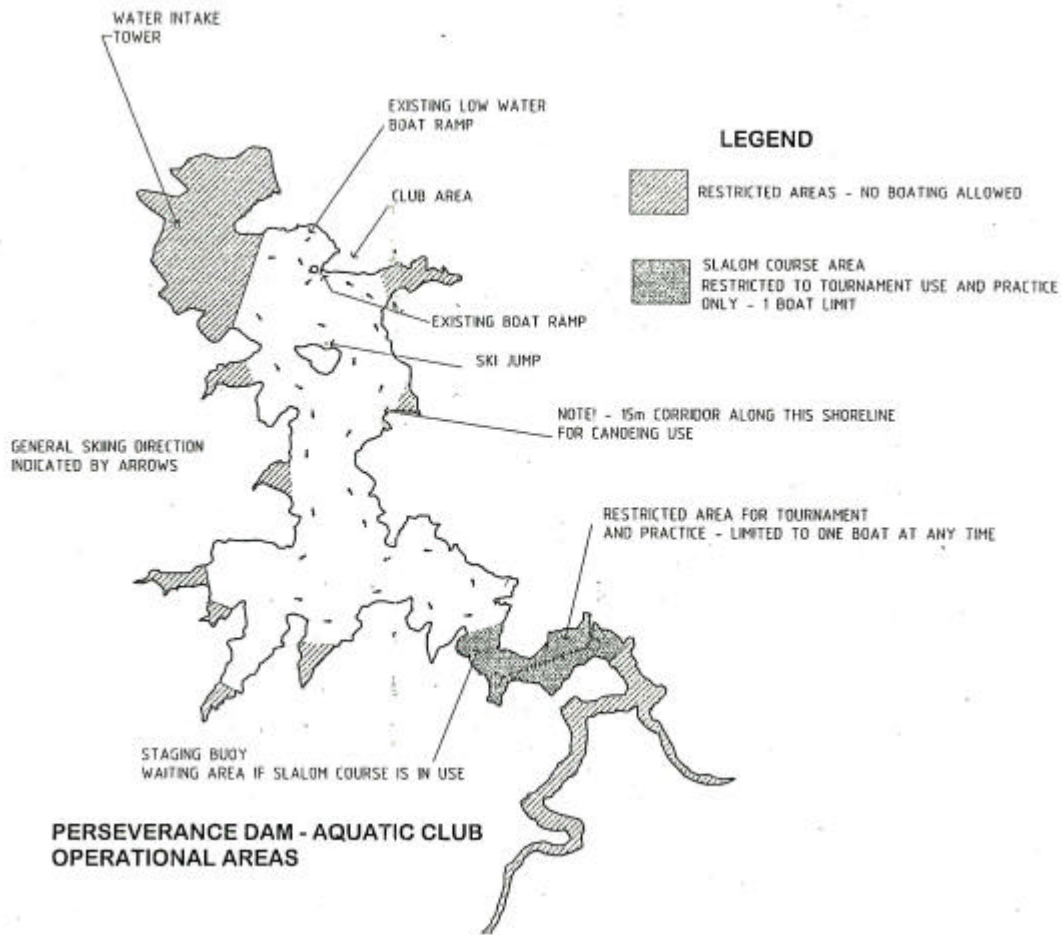 WATER INTAKE
TOWER
EXISTING LOW WATER
BOAT RAMP
CLUB AREA
LEGEND
RESTRICTED AREAS - NO BOATING ALLOWED
SLALOM COURSE AREA
RESTRICTED TO TOURNAMENT USE AND PRACTICE
ONLY - 1 BOAT LIMIT
EXISTING BOAT RAMP
SKI JUMP
NOTE! - 15m CORRIDOR ALONG THIS SHORELINE
FOR CANOEING USE
GENERAL SKIING DIRECTION
INDICATED BY ARROWS
RESTRICTED AREA FOR TOURNAMENT
AND PRACTICE - LIMITED TO ONE BOAT AT ANY TIME
STAGING BUOY
WAITING AREA IF SLALOM COURSE IS IN USE
PERSEVERANCE DAM - AQUATIC CLUB
OPERATIONAL AREAS